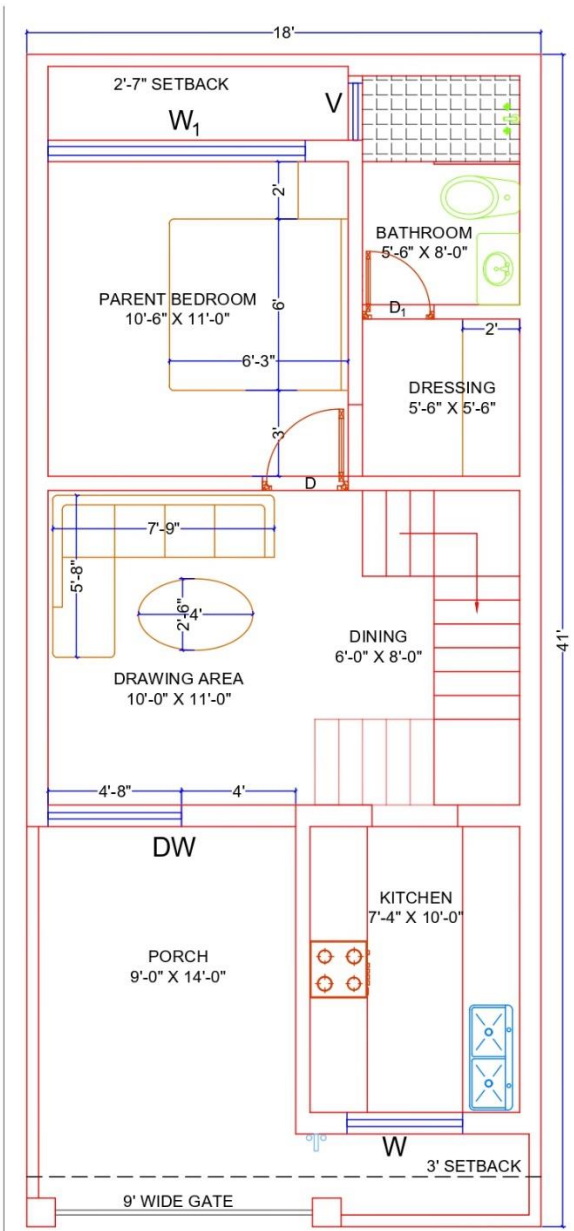 18'
2'-7" SETBACK
V
W1
2'
BATHROOM
5'-6" X 8'-0"
PARENT BEDROOM
10'-6" X 11'-0"
6'
D1
2'
6'-3"
DRESSING
5'-6" X 5'-6"
3'
D
7'-9"
5'-8"
2'-6"
4'
DINING
6'-0" X 8'-0"
41'
DRAWING AREA
10'-0" X 11'-0"
4'-8"
4'
DW
KITCHEN
7'-4" X 10'-0"
PORCH
9'-0" X 14'-0"
W
3' SETBACK
9' WIDE GATE